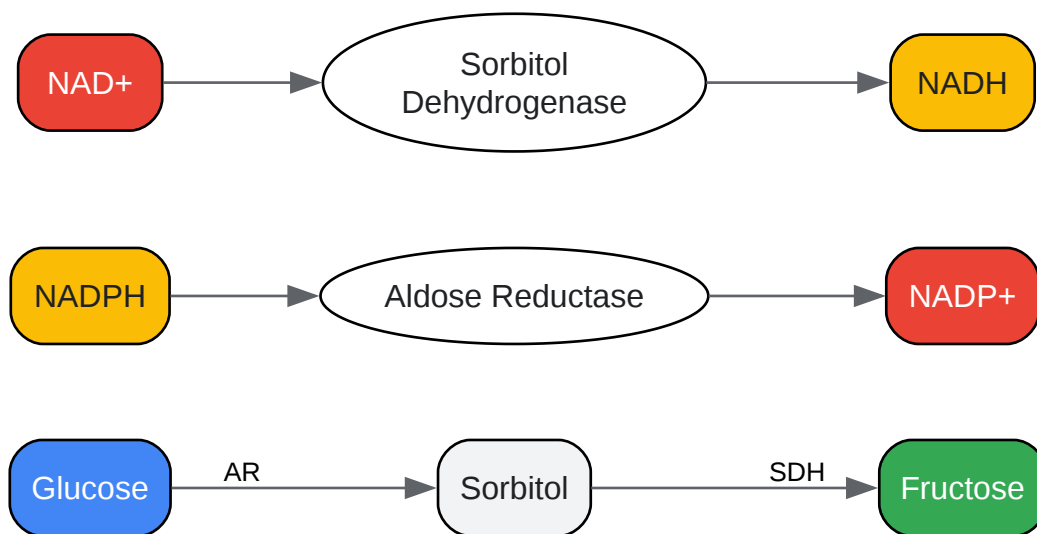 NAD+
Sorbitol
Dehydrogenase
NADH
NADPH
Aldose Reductase
NADP+
Glucose
AR
Sorbitol
SDH
Fructose